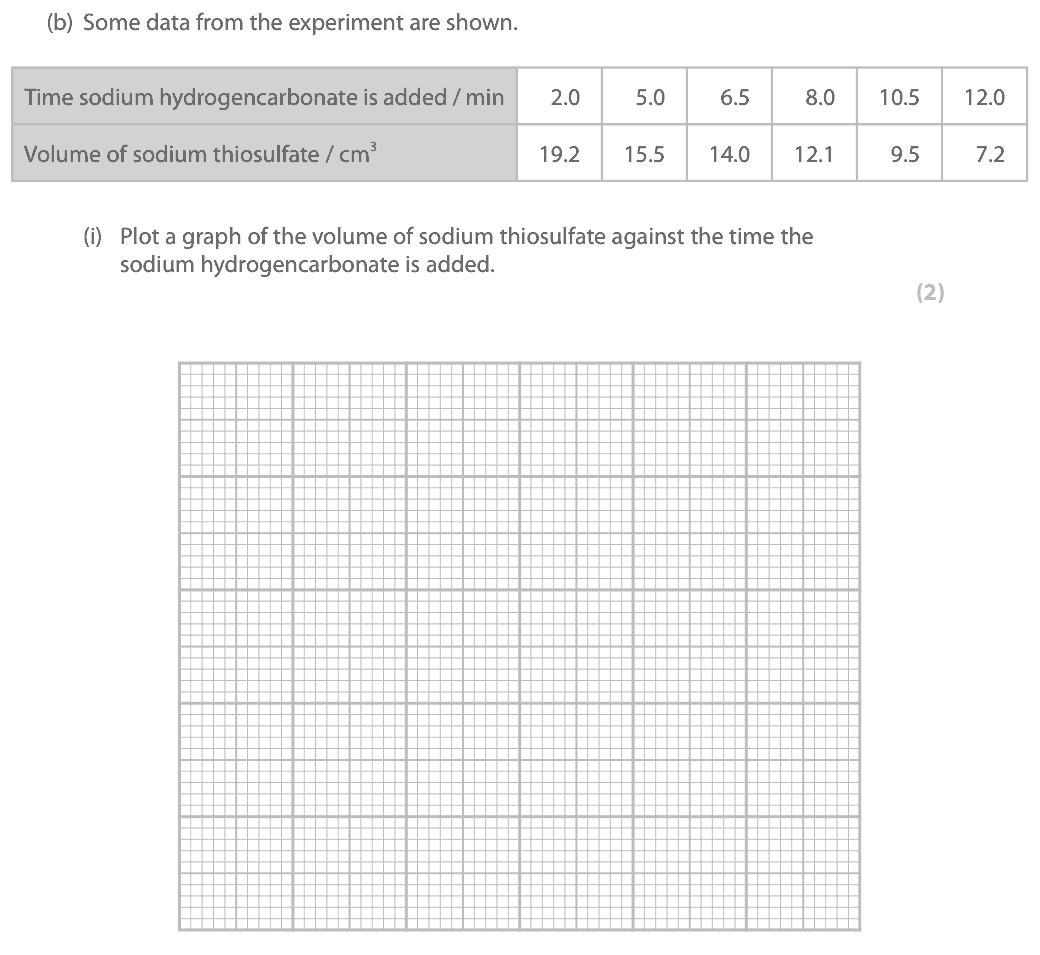 (b) Some data from the experiment are shown.
Time sodium hydrogencarbonate is added / min 2.0 5.0 6.5 8.0 10.5 12.0
Volume of sodium thiosulfate / cm³ 19.2 15.5 14.0 12.1 9.5 7.2
(i) Plot a graph of the volume of sodium thiosulfate against the time the
sodium hydrogencarbonate is added.
(2)